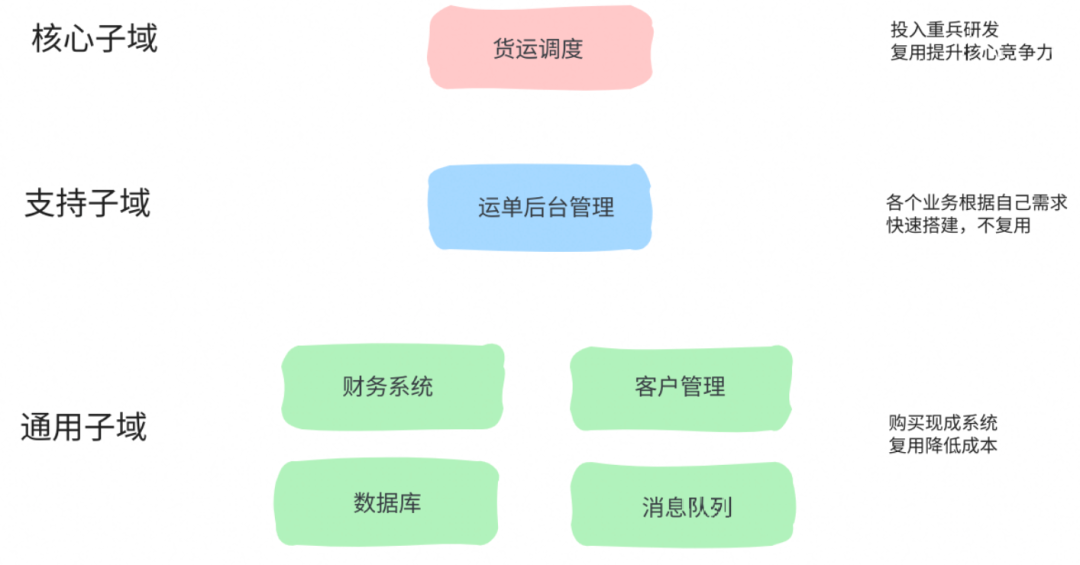 核心子域
货运调度
投入重兵研发
复用提升核心竞争力
支持子域
运单后台管理
各个业务根据自己需求
快速搭建，不复用
通用子域
财务系统
客户管理
数据库
消息队列
购买现成系统
复用降低成本